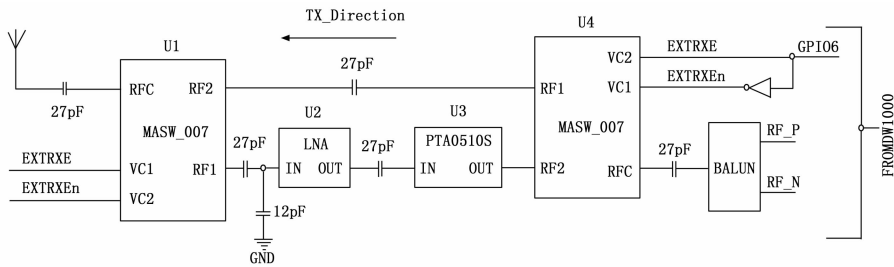 TX_Direction
U1
U4
GPIO6
EXTRXE
VC2
27pF
EXTRXEn
VC1
RFC
RF2
RF1
27pF
U2
U3
MASW_007
MASW_007
27pF
LNA
27pF
PTA0510S
27pF
RF_P
EXTRXE
VC1
RF1
IN
OUT
IN
OUT
RF2
RFC
BALUN
RF_N
EXTRXEn
VC2
12pF
GND
FROMDW1000